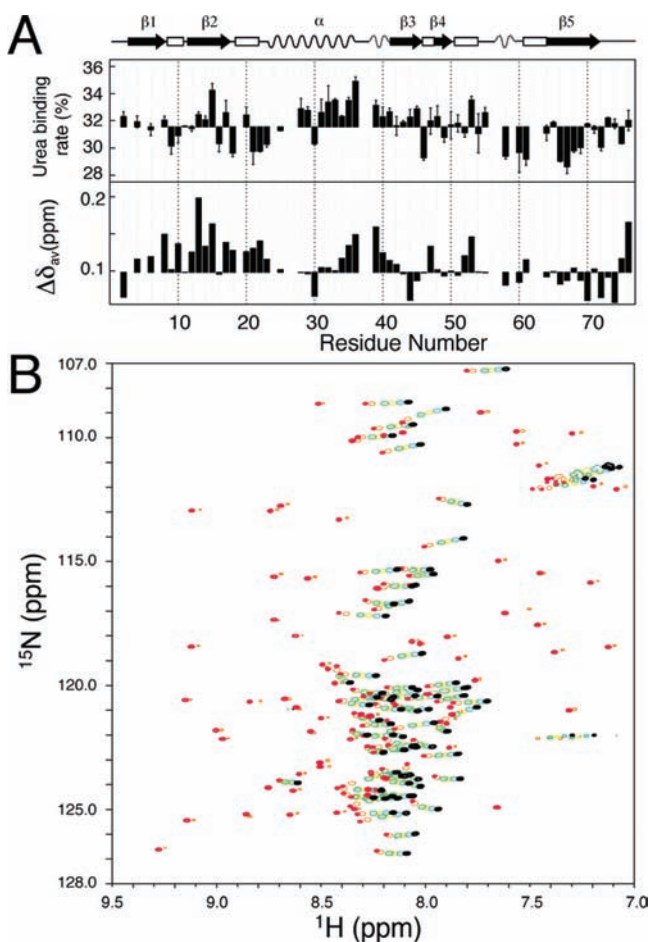 A
β1 β2 α β3 β4 β5
Urea binding
rate (%)
36
34
32
30
28
Δδav(ppm)
0.2
0.1
10 20 30 40 50 60 70
Residue Number
B
107.0
110.0
115.0
120.0
125.0
128.0
15N (ppm)
9.5 9.0 8.5 8.0 7.5 7.0
1H (ppm)